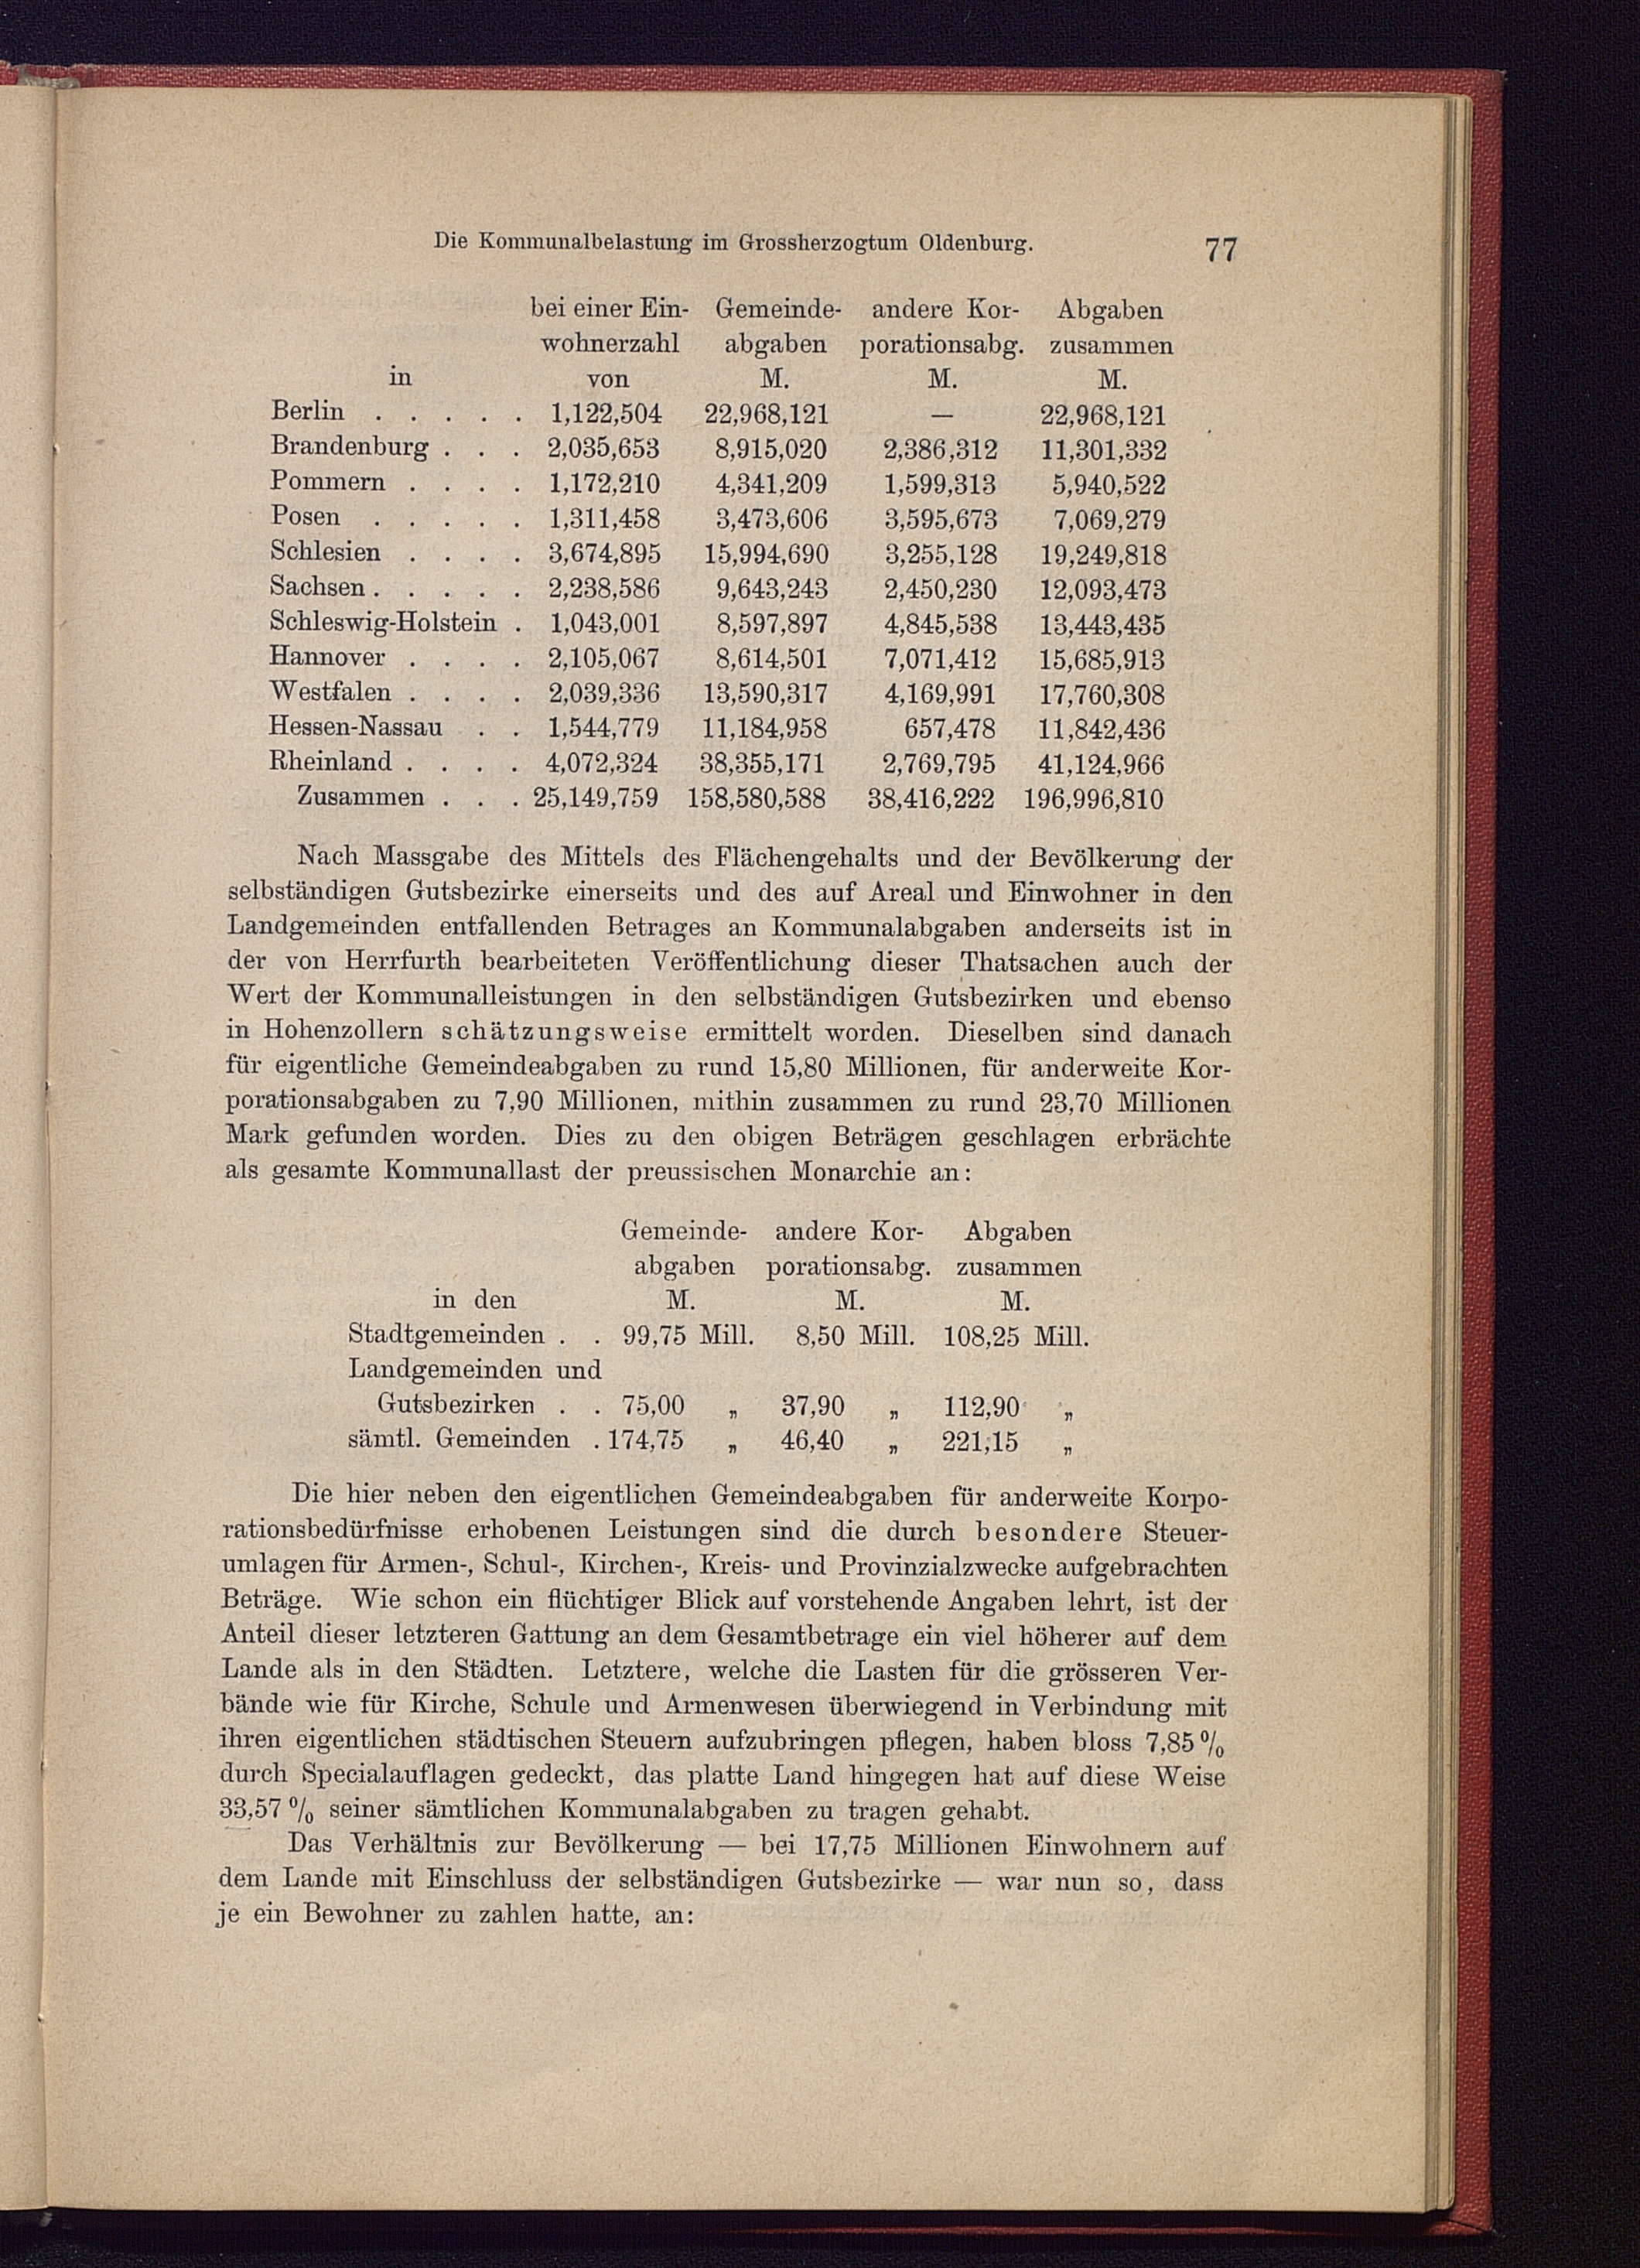 Die Kommunalbelastung im Grossherzogtum Oldenburg. 77
bei einer Ein- Gemeinde- andere Kor- Abgaben
wohnerzahl abgaben porationsabg. zusammen
in von M. M. M.
Berlin . . . . . 1,122,504 22,968,121 — 22,968,121
Brandenburg . . . 2,035,653 8,915,020 2,386,312 11,301,332
Pommern . . . . 1,172,210 4,341,209 1,599,313 5,940,522
Posen . . . . . 1,311,458 3,473,606 3,595,673 7,069,279
Schlesien . . . . 3,674,895 15,994,690 3,255,128 19,249,818
Sachsen . . . . . 2,238,586 9,643,243 2,450,230 12,093,473
Schleswig-Holstein . 1,043,001 8,597,897 4,845,538 13,443,435
Hannover . . . . 2,105,067 8,614,501 7,071,412 15,685,913
Westfalen . . . . 2,039,336 13,590,317 4,169,991 17,760,308
Hessen-Nassau . . 1,544,779 11,184,958 657,478 11,842,436
Rheinland . . . . 4,072,324 38,355,171 2,769,795 41,124,966
Zusammen . . . 25,149,759 158,580,588 38,416,222 196,996,810
Nach Massgabe des Mittels des Flächengehalts und der Bevölkerung der
selbständigen Gutsbezirke einerseits und des auf Areal und Einwohner in den
Landgemeinden entfallenden Betrages an Kommunalabgaben anderseits ist in
der von Herrfurth bearbeiteten Veröffentlichung dieser Thatsachen auch der
Wert der Kommunalleistungen in den selbständigen Gutsbezirken und ebenso
in Hohenzollern schätzungsweise ermittelt worden. Dieselben sind danach
für eigentliche Gemeindeabgaben zu rund 15,80 Millionen, für anderweite Kor-
porationsabgaben zu 7,90 Millionen, mithin zusammen zu rund 23,70 Millionen
Mark gefunden worden. Dies zu den obigen Beträgen geschlagen erbrächte
als gesamte Kommunallast der preussischen Monarchie an:
Gemeinde- andere Kor- Abgaben
abgaben porationsabg. zusammen
in den M. M. M.
Stadtgemeinden . . 99,75 Mill. 8,50 Mill. 108,25 Mill.
Landgemeinden und
Gutsbezirken . . 75,00 „ 37,90 „ 112,90 „
sämtl. Gemeinden . 174,75 „ 46,40 „ 221,15 „
Die hier neben den eigentlichen Gemeindeabgaben für anderweite Korpo-
rationsbedürfnisse erhobenen Leistungen sind die durch besondere Steuer-
umlagen für Armen-, Schul-, Kirchen-, Kreis- und Provinzialzwecke aufgebrachten
Beträge. Wie schon ein flüchtiger Blick auf vorstehende Angaben lehrt, ist der
Anteil dieser letzteren Gattung an dem Gesamtbetrage ein viel höherer auf dem
Lande als in den Städten. Letztere, welche die Lasten für die grösseren Ver-
bände wie für Kirche, Schule und Armenwesen überwiegend in Verbindung mit
ihren eigentlichen städtischen Steuern aufzubringen pflegen, haben bloss 7,85 %
durch Specialauflagen gedeckt, das platte Land hingegen hat auf diese Weise
33,57 % seiner sämtlichen Kommunalabgaben zu tragen gehabt.
Das Verhältnis zur Bevölkerung — bei 17,75 Millionen Einwohnern auf
dem Lande mit Einschluss der selbständigen Gutsbezirke — war nun so, dass
je ein Bewohner zu zahlen hatte, an: